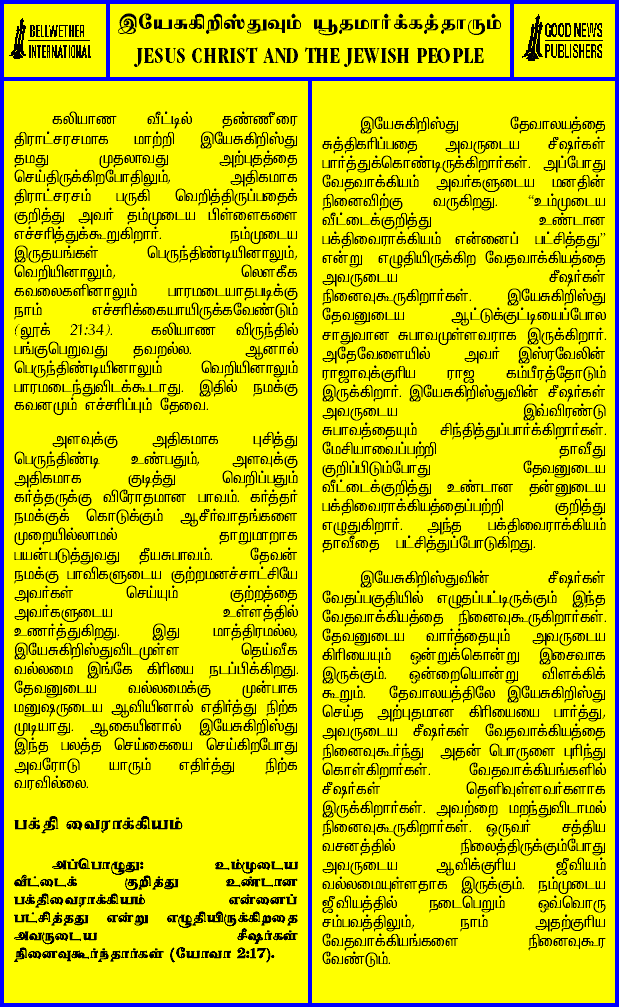 BELLWETHER
INTERNATIONAL
இயேசுகிறிஸ்துவும் யூதமார்க்கத்தாரும்
JESUS CHRIST AND THE JEWISH PEOPLE
GOOD NEWS
PUBLISHERS
கலியாண வீட்டில் தண்ணீரை
திராட்சரசமாக மாற்றி இயேசுகிறிஸ்து
தமது முதலாவது அற்புதத்தை
செய்திருக்கிறபோதிலும், அதிகமாக
திராட்சரசம் பருகி வெறித்திருப்பதைக்
குறித்து அவர் தம்முடைய பிள்ளைகளை
எச்சரித்துக்கூறுகிறார். நம்முடைய
இருதயங்கள் பெருந்திண்டியினாலும்,
வெறியினாலும், லௌகீக
கவலைகளினாலும் பாரமடையாதபடிக்கு
நாம் எச்சரிக்கையாயிருக்கவேண்டும்
(லூக் 21:34). கலியாண விருந்தில்
பங்குபெறுவது தவறல்ல. ஆனால்
பெருந்திண்டியினாலும் வெறியினாலும்
பாரமடைந்துவிடக்கூடாது. இதில் நமக்கு
கவனமும் எச்சரிப்பும் தேவை.
அளவுக்கு அதிகமாக புசித்து
பெருந்திண்டி உண்பதும், அளவுக்கு
அதிகமாக குடித்து வெறிப்பதும்
கர்த்தருக்கு விரோதமான பாவம். கர்த்தர்
நமக்குக் கொடுக்கும் ஆசீர்வாதங்களை
முறையில்லாமல் தாறுமாறாக
பயன்படுத்துவது தீயசுபாவம். தேவன்
நமக்கு பாவிகளுடைய குற்றமனச்சாட்சியே
அவர்கள் செய்யும் குற்றத்தை
அவர்களுடைய உள்ளத்தில்
உணர்த்துகிறது. இது மாத்திரமல்ல,
இயேசுகிறிஸ்துவிடமுள்ள தெய்வீக
வல்லமை இங்கே கிரியை நடப்பிக்கிறது.
தேவனுடைய வல்லமைக்கு முன்பாக
மனுஷருடைய ஆவியினால் எதிர்த்து நிற்க
முடியாது. ஆகையினால் இயேசுகிறிஸ்து
இந்த பலத்த செய்கையை செய்கிறபோது
அவரோடு யாரும் எதிர்த்து நிற்க
வரவில்லை.
பக்தி வைராக்கியம்
அப்பொழுது: உம்முடைய
வீட்டைக் குறித்து உண்டான
பக்திவைராக்கியம் என்னைப்
பட்சித்தது என்று எழுதியிருக்கிறதை
அவருடைய சீஷர்கள்
நினைவுகூர்ந்தார்கள் (யோவா 2:17).
இயேசுகிறிஸ்து தேவாலயத்தை
சுத்திகரிப்பதை அவருடைய சீஷர்கள்
பார்த்துக்கொண்டிருக்கிறார்கள். அப்போது
வேதவாக்கியம் அவர்களுடைய மனதின்
நினைவிற்கு வருகிறது. “உம்முடைய
வீட்டைக்குறித்து உண்டான
பக்திவைராக்கியம் என்னைப் பட்சித்தது”
என்று எழுதியிருக்கிற வேதவாக்கியத்தை
அவருடைய சீஷர்கள்
நினைவுகூருகிறார்கள். இயேசுகிறிஸ்து
தேவனுடைய ஆட்டுக்குட்டியைப்போல
சாதுவான சுபாவமுள்ளவராக இருக்கிறார்.
அதேவேளையில் அவர் இஸ்ரவேலின்
ராஜாவுக்குரிய ராஜ கம்பீரத்தோடும்
இருக்கிறார். இயேசுகிறிஸ்துவின் சீஷர்கள்
அவருடைய இவ்விரண்டு
சுபாவத்தையும் சிந்தித்துப்பார்க்கிறார்கள்.
மேசியாவைப்பற்றி தாவீது
குறிப்பிடும்போது தேவனுடைய
வீட்டைக்குறித்து உண்டான தன்னுடைய
பக்திவைராக்கியத்தைப்பற்றி குறித்து
எழுதுகிறார். அந்த பக்திவைராக்கியம்
தாவீதை பட்சித்துப்போடுகிறது.
இயேசுகிறிஸ்துவின் சீஷர்கள்
வேதப்பகுதியில் எழுதப்பட்டிருக்கும் இந்த
வேதவாக்கியத்தை நினைவுகூருகிறார்கள்.
தேவனுடைய வார்த்தையும் அவருடைய
கிரியையும் ஒன்றுக்கொன்று இசைவாக
இருக்கும். ஒன்றையொன்று விளக்கிக்
கூறும். தேவாலயத்திலே இயேசுகிறிஸ்து
செய்த அற்புதமான கிரியையை பார்த்து,
அவருடைய சீஷர்கள் வேதவாக்கியத்தை
நினைவுகூர்ந்து அதன் பொருளை புரிந்து
கொள்கிறார்கள். வேதவாக்கியங்களில்
சீஷர்கள் தெளிவுள்ளவர்களாக
இருக்கிறார்கள். அவற்றை மறந்துவிடாமல்
நினைவுகூருகிறார்கள். ஒருவர் சத்திய
வசனத்தில் நிலைத்திருக்கும்போது
அவருடைய ஆவிக்குரிய ஜீவியம்
வல்லமையுள்ளதாக இருக்கும். நம்முடைய
ஜீவியத்தில் நடைபெறும் ஒவ்வொரு
சம்பவத்திலும், நாம் அதற்குரிய
வேதவாக்கியங்களை நினைவுகூர
வேண்டும்.